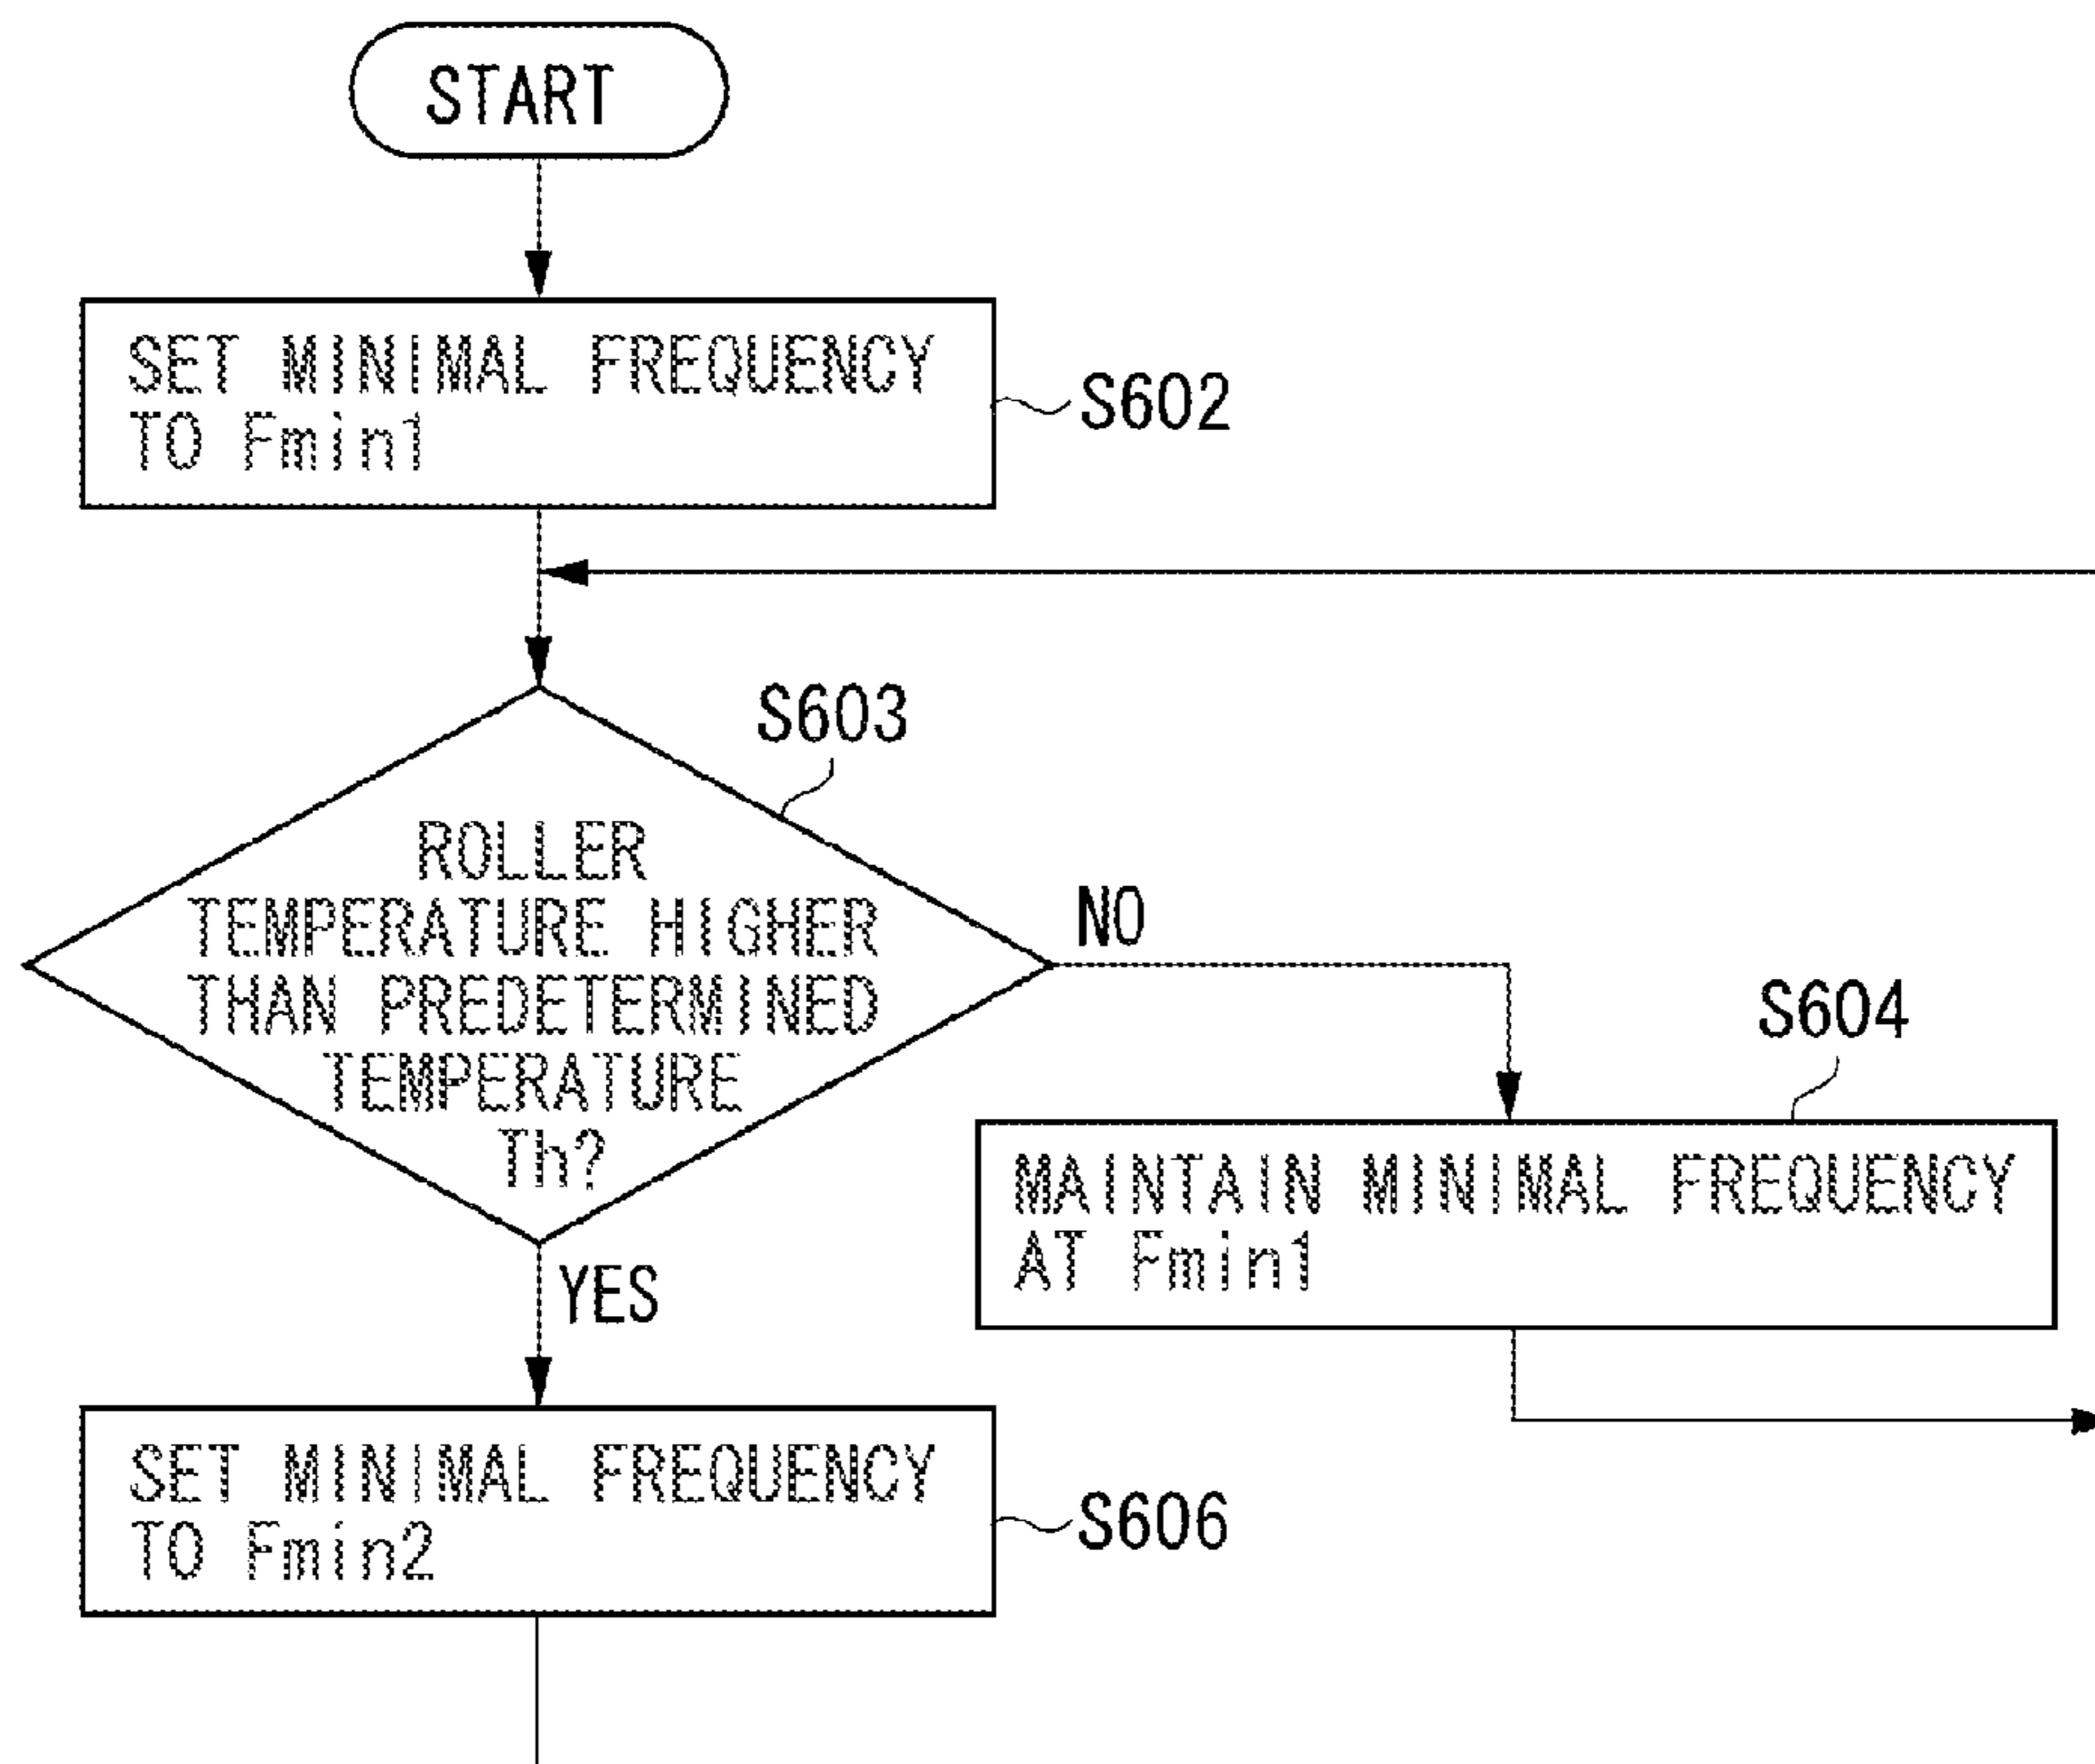 START
SET MINIMAL FREQUENCY
TO Fmin1
S602
S603
ROLLER
TEMPERATURE HIGHER
THAN PREDETERMINED
TEMPERATURE
Th?
NO
S604
MAINTAIN MINIMAL FREQUENCY
AT Fmin1
YES
SET MINIMAL FREQUENCY
TO Fmin2
S606